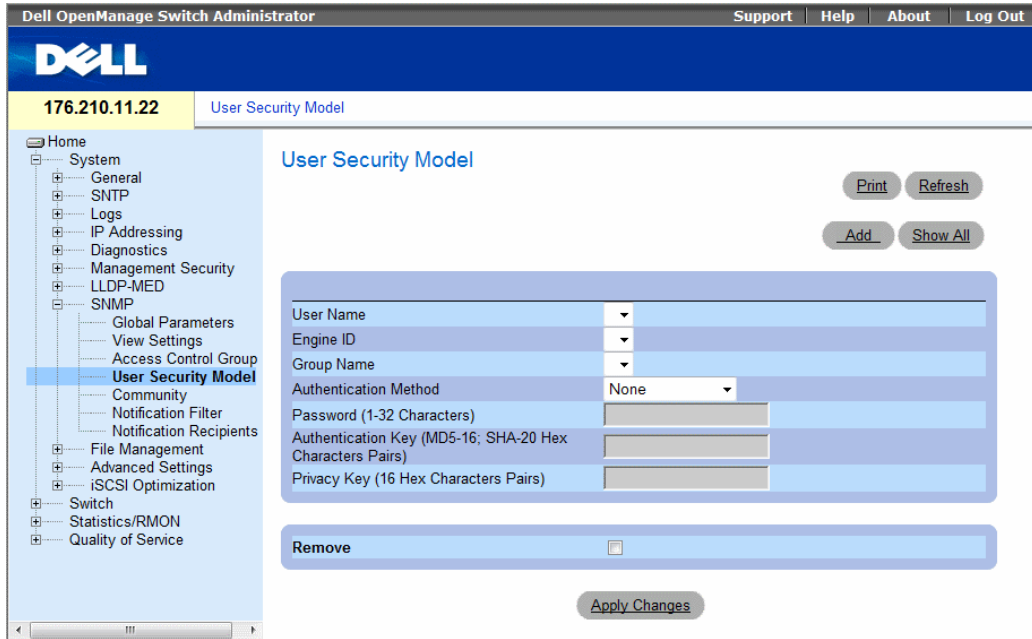 Dell OpenManage Switch Administrator
Support
Help
About
Log Out
DELL
176.210.11.22
User Security Model
Home
System
General
SNTP
Logs
IP Addressing
Diagnostics
Management Security
LLDP-MED
SNMP
Global Parameters
View Settings
Access Control Group
User Security Model
Community
Notification Filter
Notification Recipients
File Management
Advanced Settings
iSCSI Optimization
Switch
Statistics/RMON
Quality of Service
User Security Model
Print
Refresh
Add
Show All
User Name
Engine ID
Group Name
Authentication Method
None
Password (1-32 Characters)
Authentication Key (MD5-16; SHA-20 Hex
Characters Pairs)
Privacy Key (16 Hex Characters Pairs)
Remove
Apply Changes